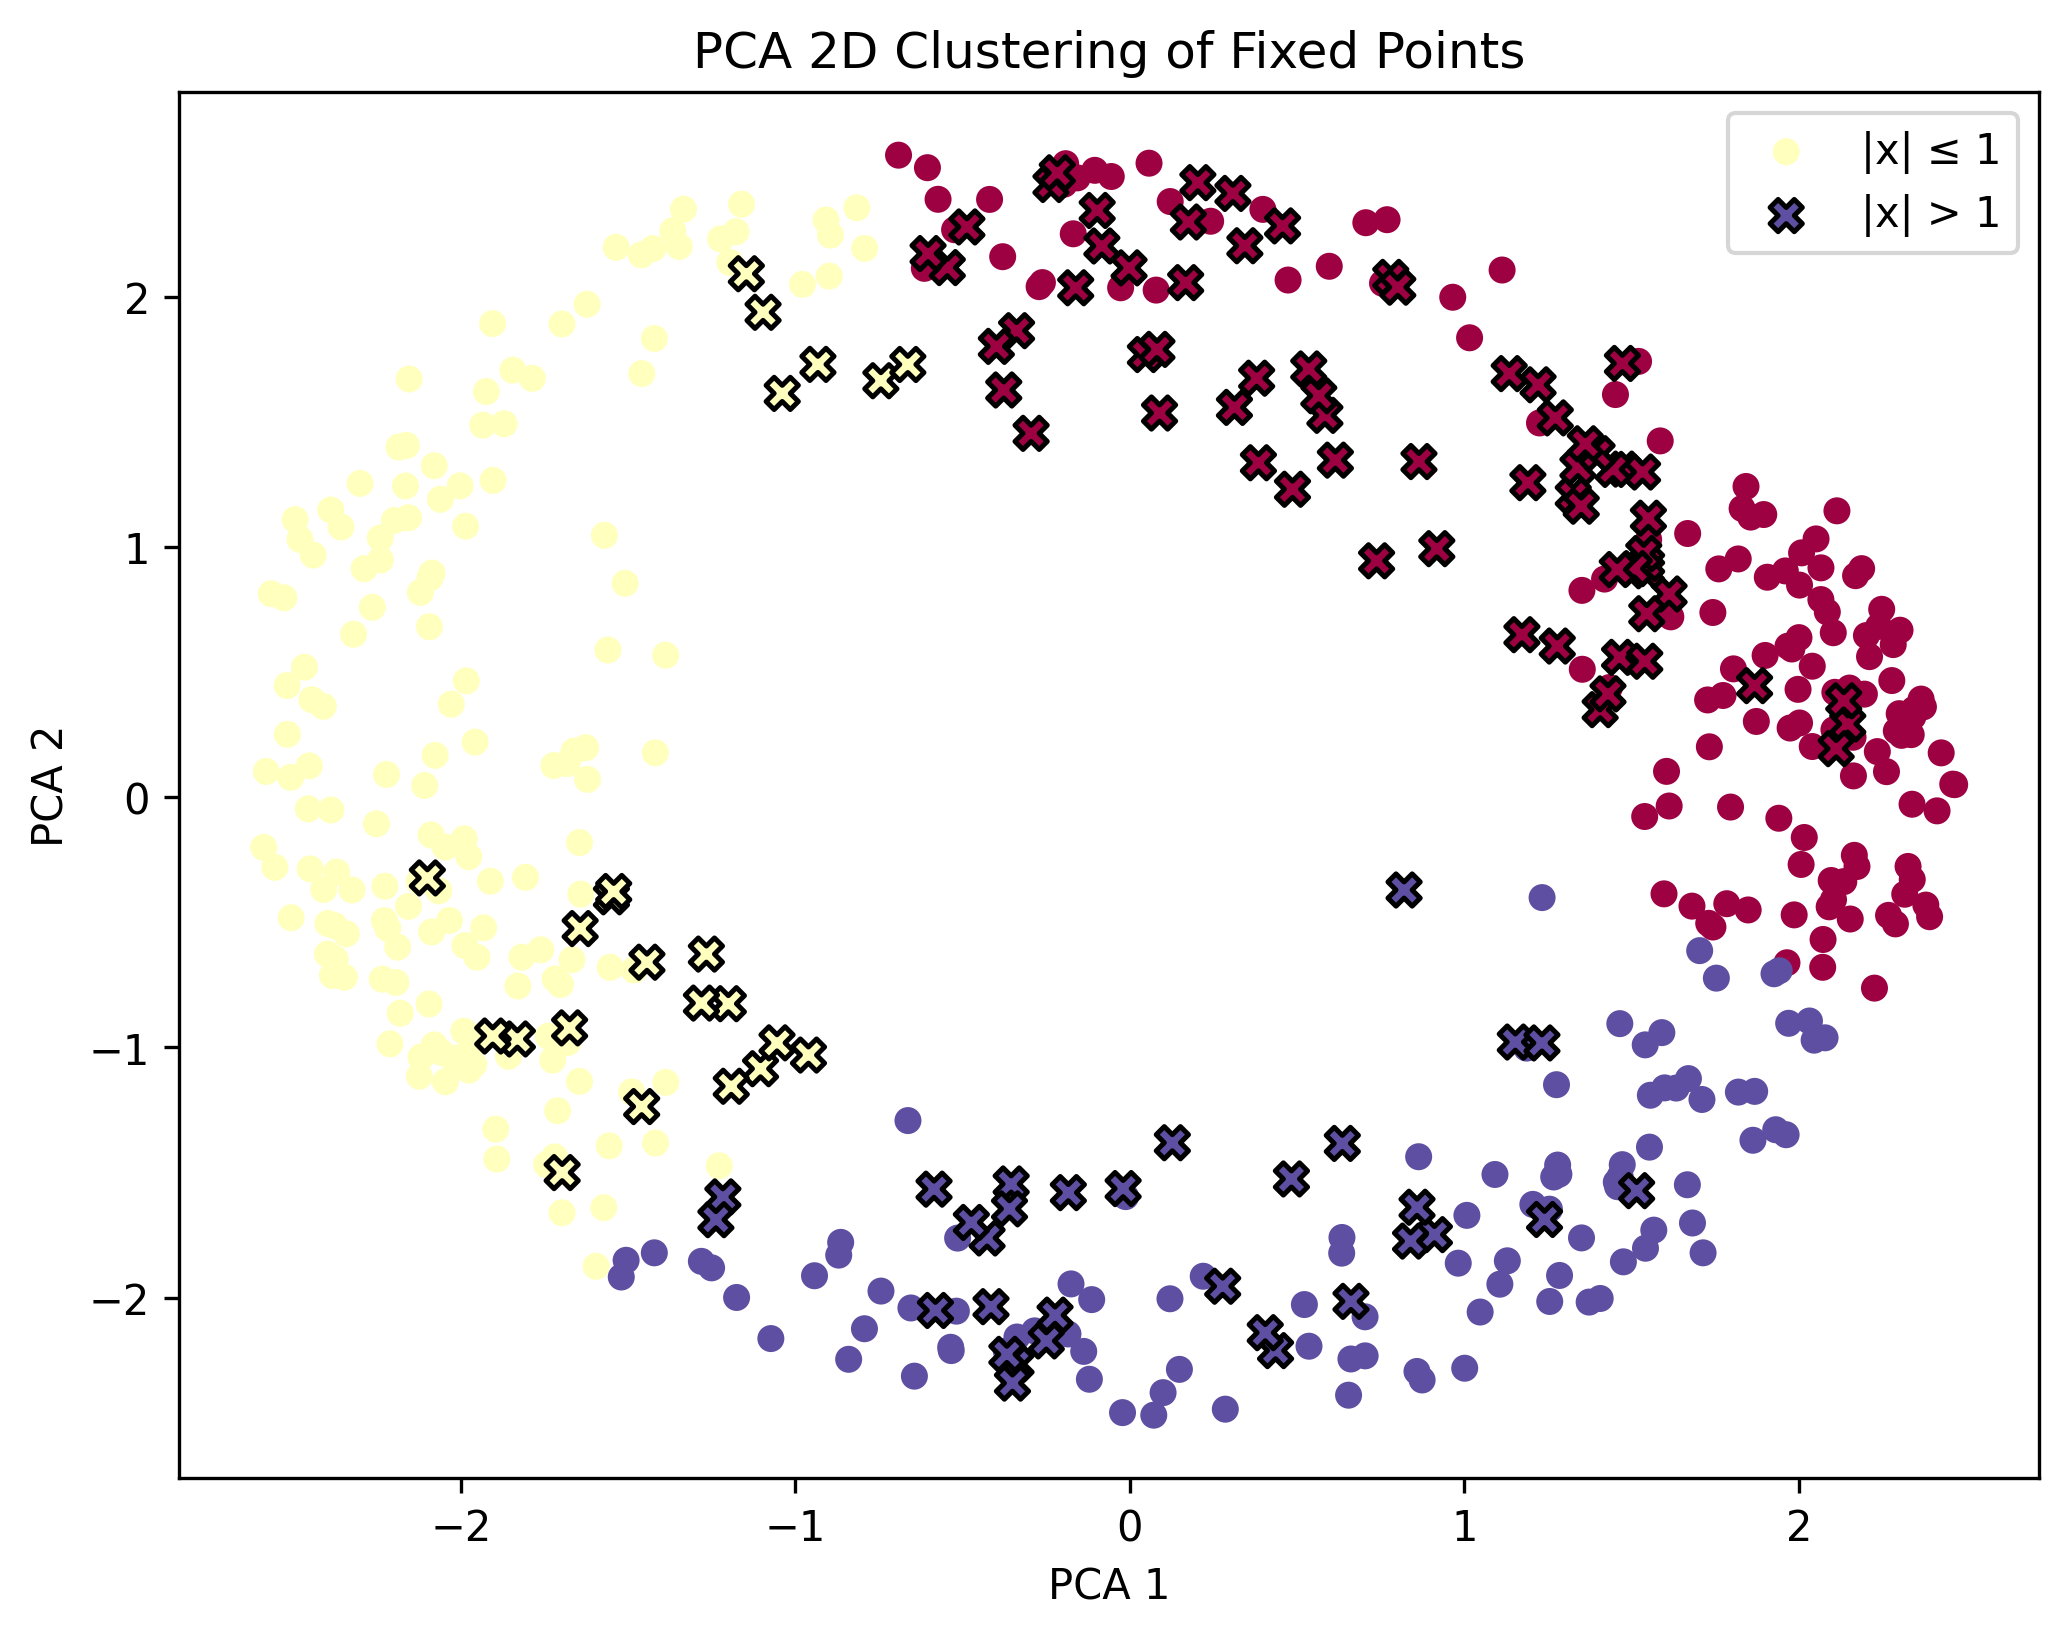 PCA 2D Clustering of Fixed Points
|x| ≤ 1
|x| > 1
PCA 2
2
1
0
−1
−2
−2
−1
0
1
2
PCA 1